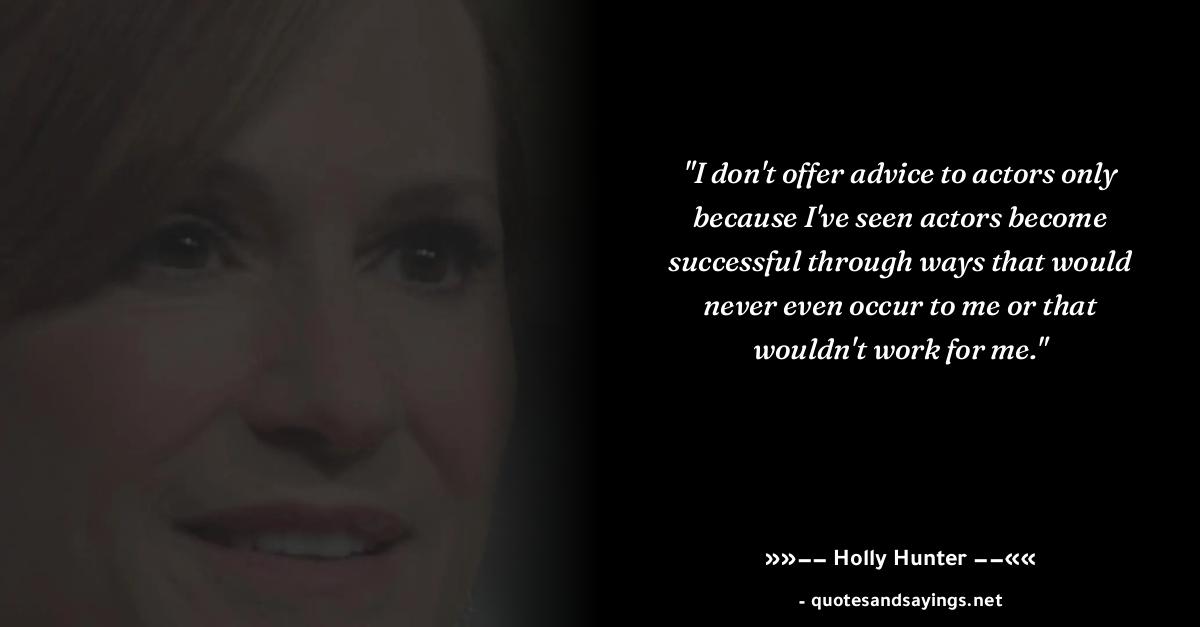 "I don't offer advice to actors only
because I've seen actors become
successful through ways that would
never even occur to me or that
wouldn't work for me."
»»−− Holly Hunter −−««
- quotesandsayings.net